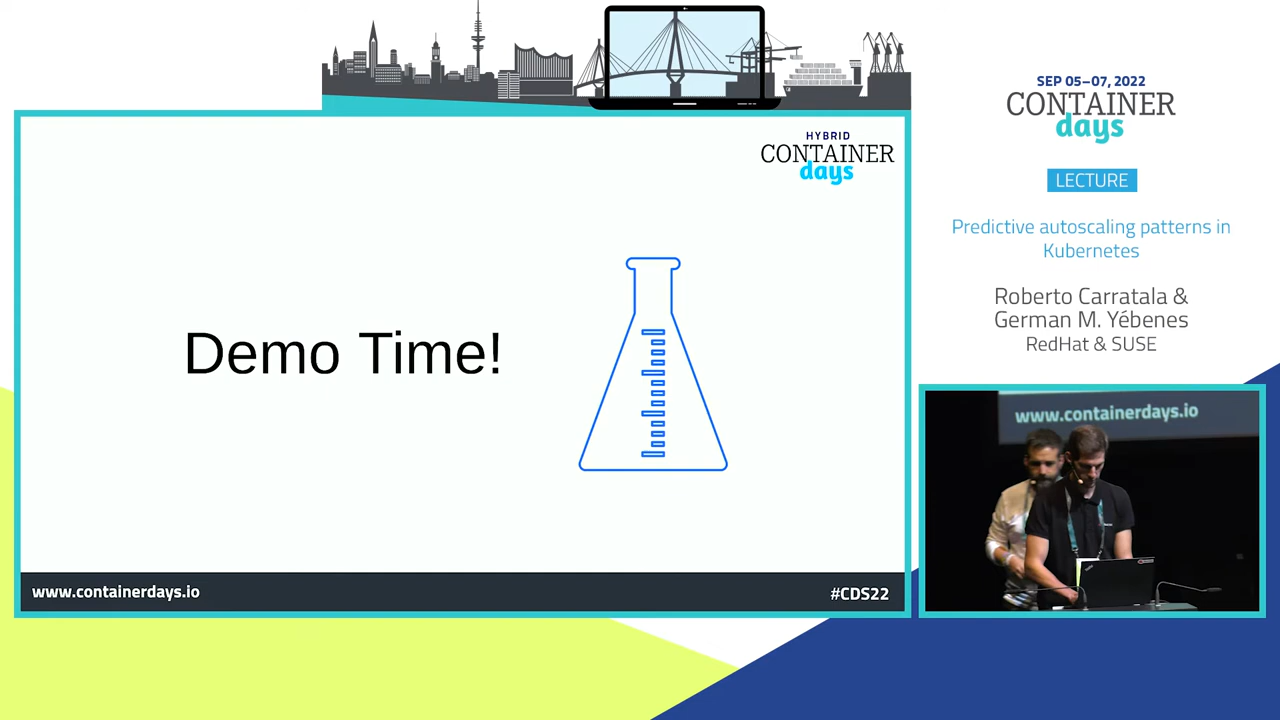 HYBRID
CONTAINER
days
Demo Time!
www.containerdays.io
#CDS22
SEP 05–07, 2022
CONTAINER
days
LECTURE
Predictive autoscaling patterns in
Kubernetes
Roberto Carratala &
German M. Yébenes
RedHat & SUSE
www.containerdays.io